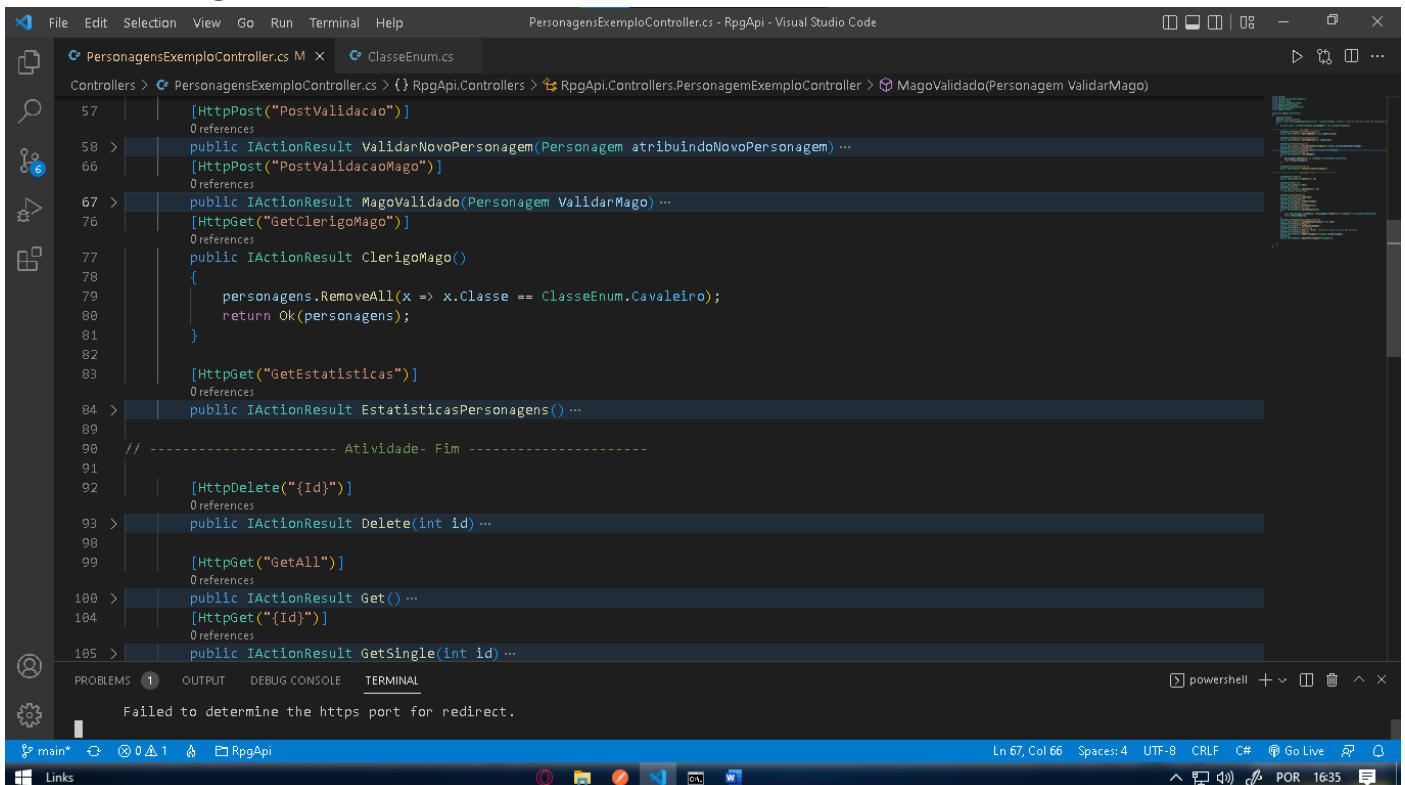 File Edit Selection View Go Run Terminal Help PersonagensExemploController.cs - RpgApi - Visual Studio Code
PersonagensExemploController.cs M ClasseEnum.cs
Controllers > PersonagensExemploController.cs > {} RpgApi.Controllers > RpgApi.Controllers.PersonagemExemploController > MagoValidado(Personagem ValidarMago)
57 [HttpPost("PostValidacao")]
0 references
58 > public IActionResult ValidarNovoPersonagem(Personagem atribuindoNovoPersonagem) ⋯
66 [HttpPost("PostValidacaoMago")]
0 references
67 > public IActionResult MagoValidado(Personagem ValidarMago) ⋯
76 [HttpGet("GetClerigoMago")]
0 references
77 public IActionResult ClerigoMago()
78 {
79 personagens.RemoveAll(x => x.Classe == ClasseEnum.Cavaleiro);
80 return Ok(personagens);
81 }
82
83 [HttpGet("GetEstatisticas")]
0 references
84 > public IActionResult EstatisticasPersonagens() ⋯
89
90 // ----------------------- Atividade- Fim ----------------------
91
92 [HttpDelete("{Id}")]
0 references
93 > public IActionResult Delete(int id) ⋯
98
99 [HttpGet("GetAll")]
0 references
100 > public IActionResult Get() ⋯
104 [HttpGet("{Id}")]
0 references
105 > public IActionResult GetSingle(int id) ⋯
6
PROBLEMS 1 OUTPUT DEBUG CONSOLE TERMINAL powershell
Failed to determine the https port for redirect.
main* 0 1 RpgApi Ln 67, Col 66 Spaces: 4 UTF-8 CRLF C# Go Live
Links POR 16:35